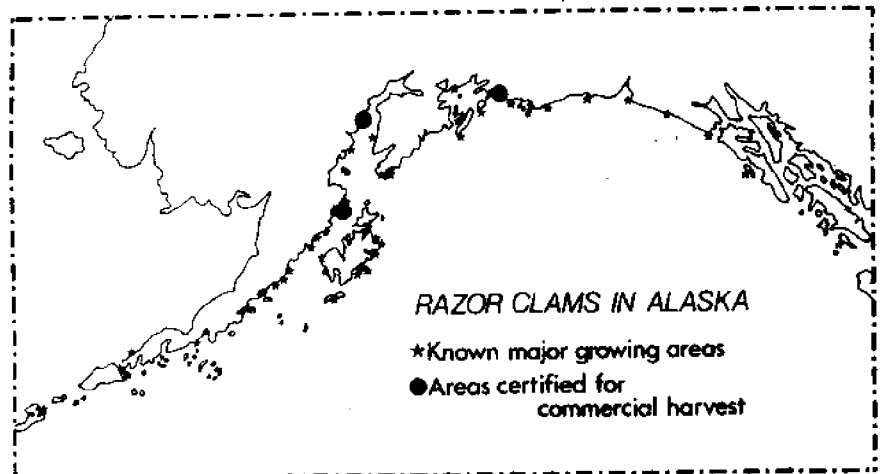 RAZOR CLAMS IN ALASKA
★Known major growing areas
●Areas certified for
commercial harvest